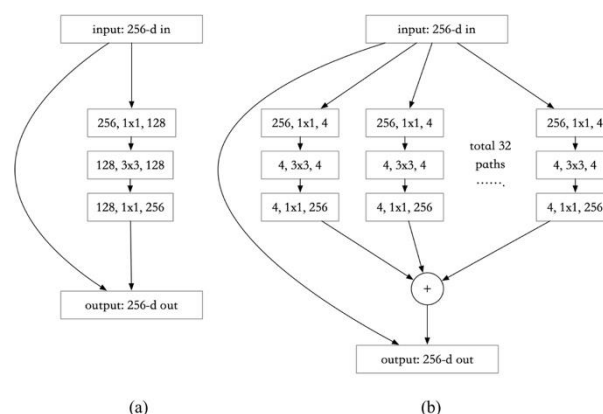 input: 256-d in
256, 1x1, 128
128, 3x3, 128
128, 1x1, 256
output: 256-d out
(a)
input: 256-d in
256, 1x1, 4
256, 1x1, 4
256, 1x1, 4
total 32
paths
.......
4, 3x3, 4
4, 3x3, 4
4, 3x3, 4
4, 1x1, 256
4, 1x1, 256
4, 1x1, 256
+
output: 256-d out
(b)